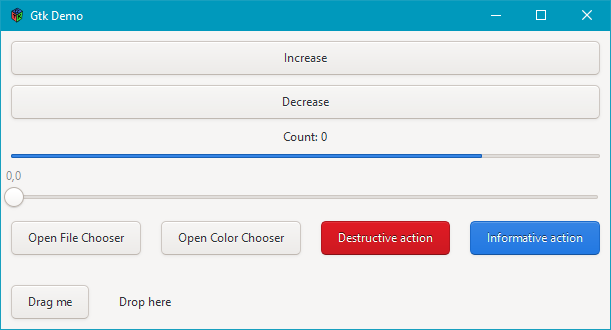 Gtk Demo
Increase
Decrease
Count: 0
0,0
Open File Chooser Open Color Chooser Destructive action Informative action
Drag me Drop here